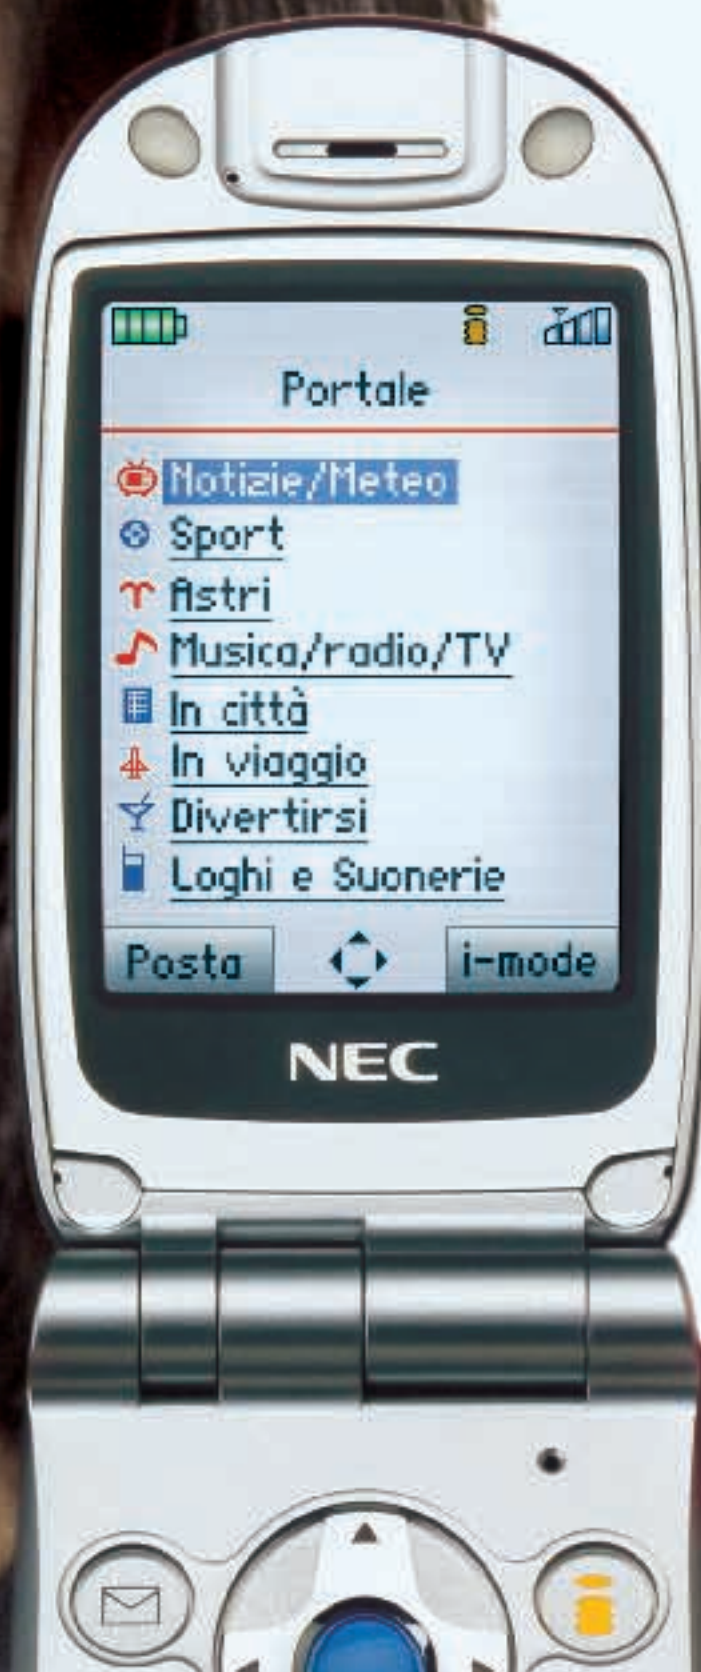 Portale
Notizie/Meteo
Sport
Astri
Musica/radio/TV
In città
In viaggio
Divertirsi
Loghi e Suonerie
Posta i-mode
NEC